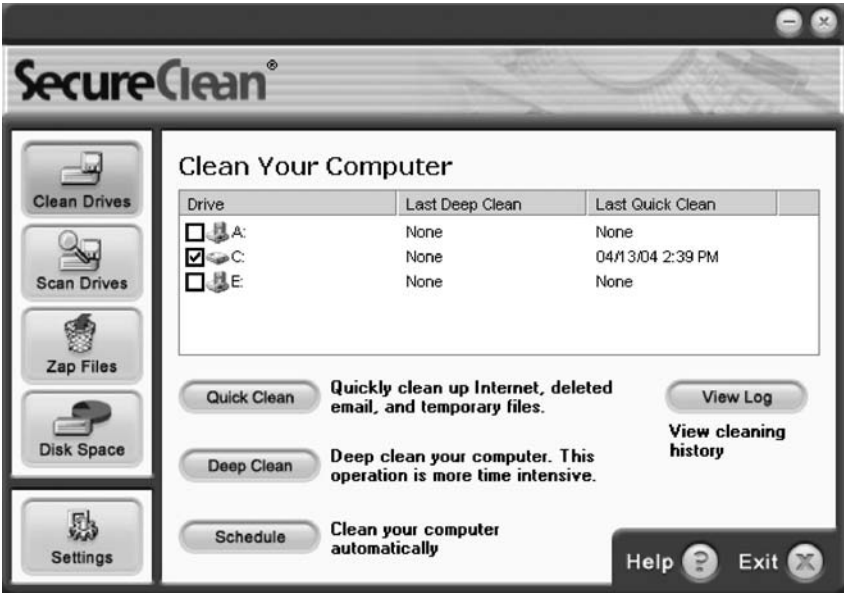 SecureClean®
Clean Drives
Scan Drives
Zap Files
Disk Space
Settings
Clean Your Computer
Drive Last Deep Clean Last Quick Clean
A: None None
C: None 04/13/04 2:39 PM
E: None None
Quick Clean
Quickly clean up Internet, deleted
email, and temporary files.
View Log
View cleaning
history
Deep Clean
Deep clean your computer. This
operation is more time intensive.
Schedule
Clean your computer
automatically
Help ? Exit X